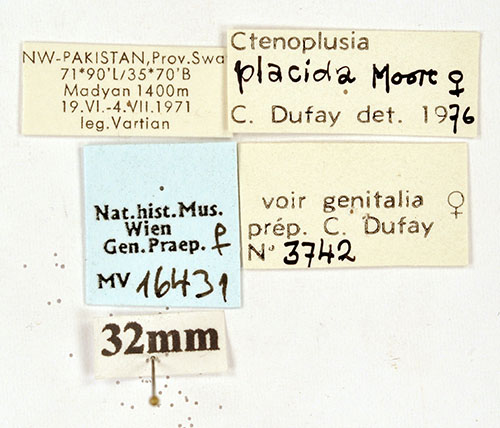 NW-PAKISTAN,Prov.Swa
71°90'L/35°70'B
Madyan 1400m
19.VI.-4.VII.1971
leg.Vartian
Ctenoplusia
placida Moore ♀
C. Dufay det. 1976
Nat.hist.Mus.
Wien
Gen.Praep. ♀
MV 16431
voir genitalia ♀
prép. C. Dufay
N° 3742
32mm